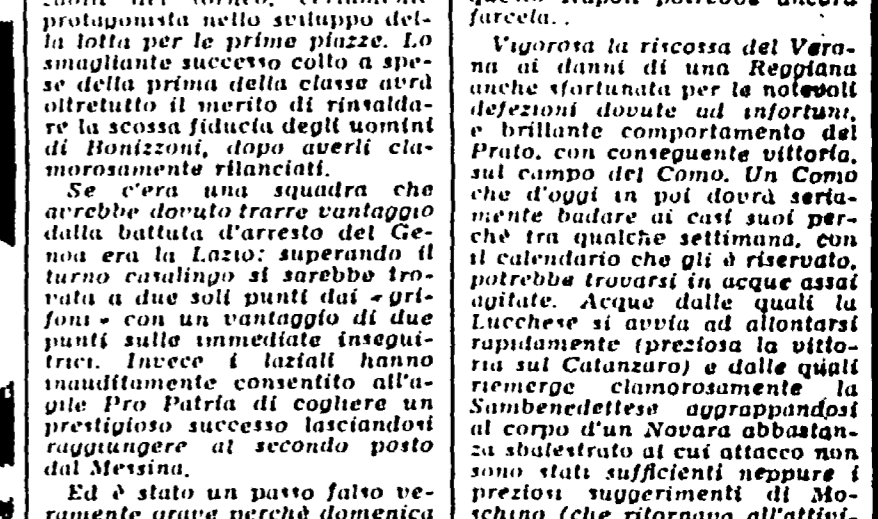 protagonista nello sviluppo del-
la lotta per le prime piazze. Lo
smagliante successo colto a spe-
se della prima della classe avrà
oltretutto il merito di rinsalda-
re la scossa fiducia degli uomini
di Bonizzoni, dopo averli cla-
morosamente rilanciati.
Se c'era una squadra che
avrebbe dovuto trarre vantaggio
dalla battuta d'arresto del Ge-
noa era la Lazio: superando il
turno casalingo si sarebbe tro-
vata a due soli punti dai « gri-
foni » con un vantaggio di due
punti sulle immediate insegui-
trici. Invece i laziali hanno
inauditamente consentito all'a-
gile Pro Patria di cogliere un
prestigioso successo lasciandosi
raggiungere al secondo posto
dal Messina.
Ed è stato un passo falso ve-
ramente grave perchè domenica
Napoli potrebbe ancora
farcela..
Vigorosa la riscossa del Vero-
na ai danni di una Reggiana
anche sfortunata per le notevoli
defezioni dovute ad infortuni,
e brillante comportamento del
Prato, con conseguente vittoria,
sul campo del Como. Un Como
che d'oggi in poi dovrà seria-
mente badare ai casi suoi per-
chè tra qualche settimana, con
il calendario che gli è riservato,
potrebbe trovarsi in acque assai
agitate. Acque dalle quali la
Lucchese si avvia ad allontarsi
rapidamente (preziosa la vitto-
ria sul Catanzaro) e dalle quali
riemerge clamorosamente la
Sambenedettese aggrappandosi
al corpo d'un Novara abbastan-
za sbalestrato al cui attacco non
sono stati sufficienti neppure i
preziosi suggerimenti di Mo-
schino (che ritornava all'attivi-